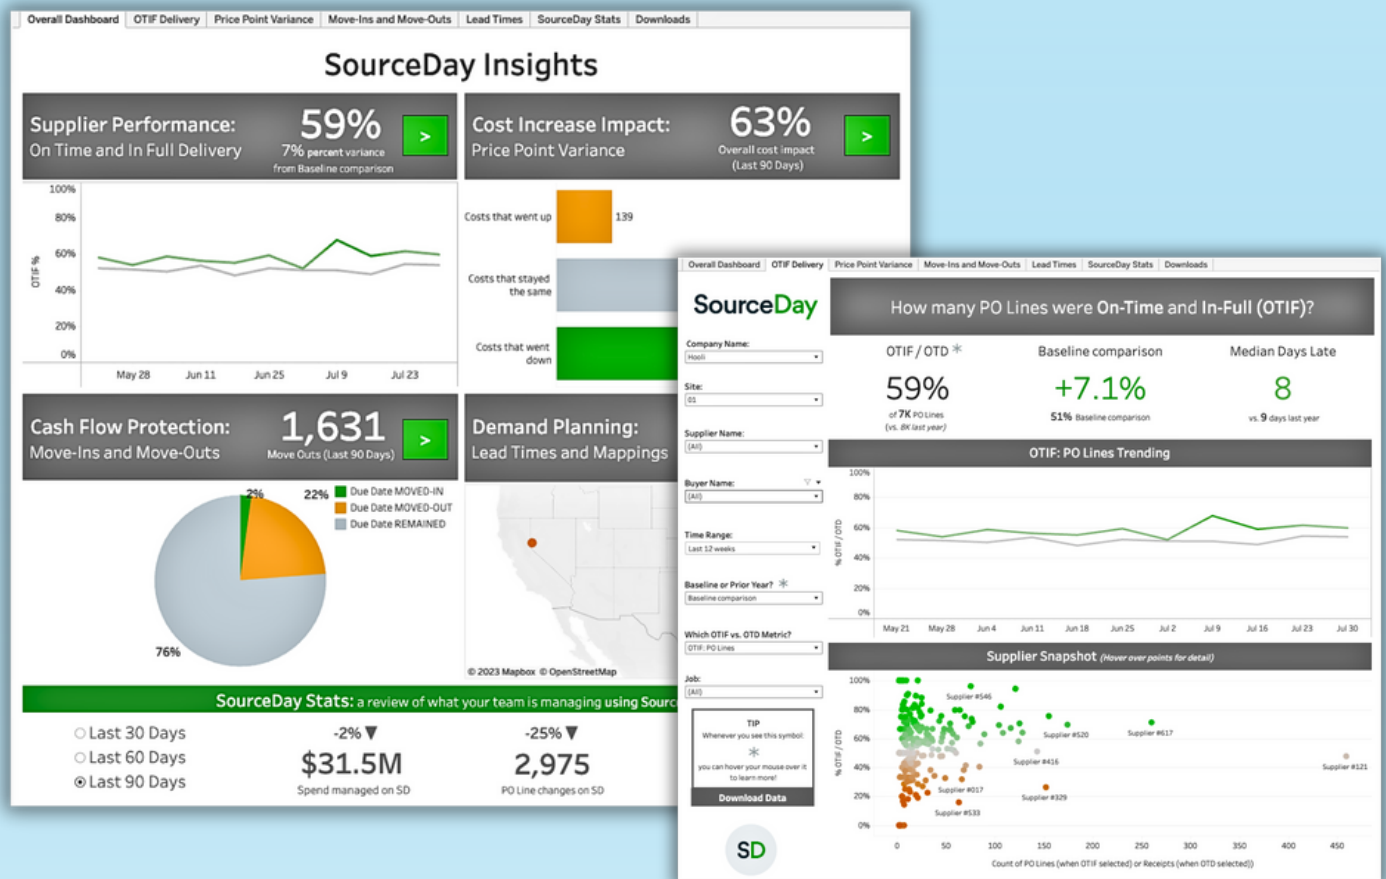 Overall Dashboard
OTIF Delivery
Price Point Variance
Move-Ins and Move-Outs
Lead Times
SourceDay Stats
Downloads
SourceDay Insights
Supplier Performance:
On Time and In Full Delivery
59%
7% percent variance
from Baseline comparison
>
Cost Increase Impact:
Price Point Variance
63%
Overall cost impact
(Last 90 Days)
>
100%
80%
60%
40%
20%
0%
OTIF %
May 28
Jun 11
Jun 25
Jul 9
Jul 23
Costs that went up
139
Costs that stayed
the same
Costs that went
down
Cash Flow Protection:
Move-Ins and Move-Outs
1,631
Move Outs (Last 90 Days)
>
Demand Planning:
Lead Times and Mappings
2%
22%
76%
Due Date MOVED-IN
Due Date MOVED-OUT
Due Date REMAINED
© 2023 Mapbox © OpenStreetMap
SourceDay Stats: a review of what your team is managing using Sourc
Last 30 Days
Last 60 Days
Last 90 Days
-2% ▼
$31.5M
Spend managed on SD
-25% ▼
2,975
PO Line changes on SD
Overall Dashboard
OTIF Delivery
Price Point Variance
Move-Ins and Move-Outs
Lead Times
SourceDay Stats
Downloads
SourceDay
Company Name:
Hooli
Site:
01
Supplier Name:
(All)
Buyer Name:
(All)
Time Range:
Last 12 weeks
Baseline or Prior Year? *
Baseline comparison
Which OTIF vs. OTD Metric?
OTIF: PO Lines
Job:
(All)
TIP
Whenever you see this symbol:
*
you can hover your mouse over it
to learn more!
Download Data
SD
How many PO Lines were On-Time and In-Full (OTIF)?
OTIF / OTD *
59%
of 7K PO Lines
(vs. 8K last year)
Baseline comparison
+7.1%
51% Baseline comparison
Median Days Late
8
vs. 9 days last year
OTIF: PO Lines Trending
100%
80%
60%
40%
20%
0%
% OTIF / OTD
May 21
May 28
Jun 4
Jun 11
Jun 18
Jun 25
Jul 2
Jul 9
Jul 16
Jul 23
Jul 30
Supplier Snapshot (Hover over points for detail)
100%
80%
60%
40%
20%
0%
% OTIF / OTD
Supplier #546
Supplier #520
Supplier #617
Supplier #416
Supplier #121
Supplier #017
Supplier #329
Supplier #533
0
50
100
150
200
250
300
350
400
450
Count of PO Lines (when OTIF selected) or Receipts (when OTD selected))